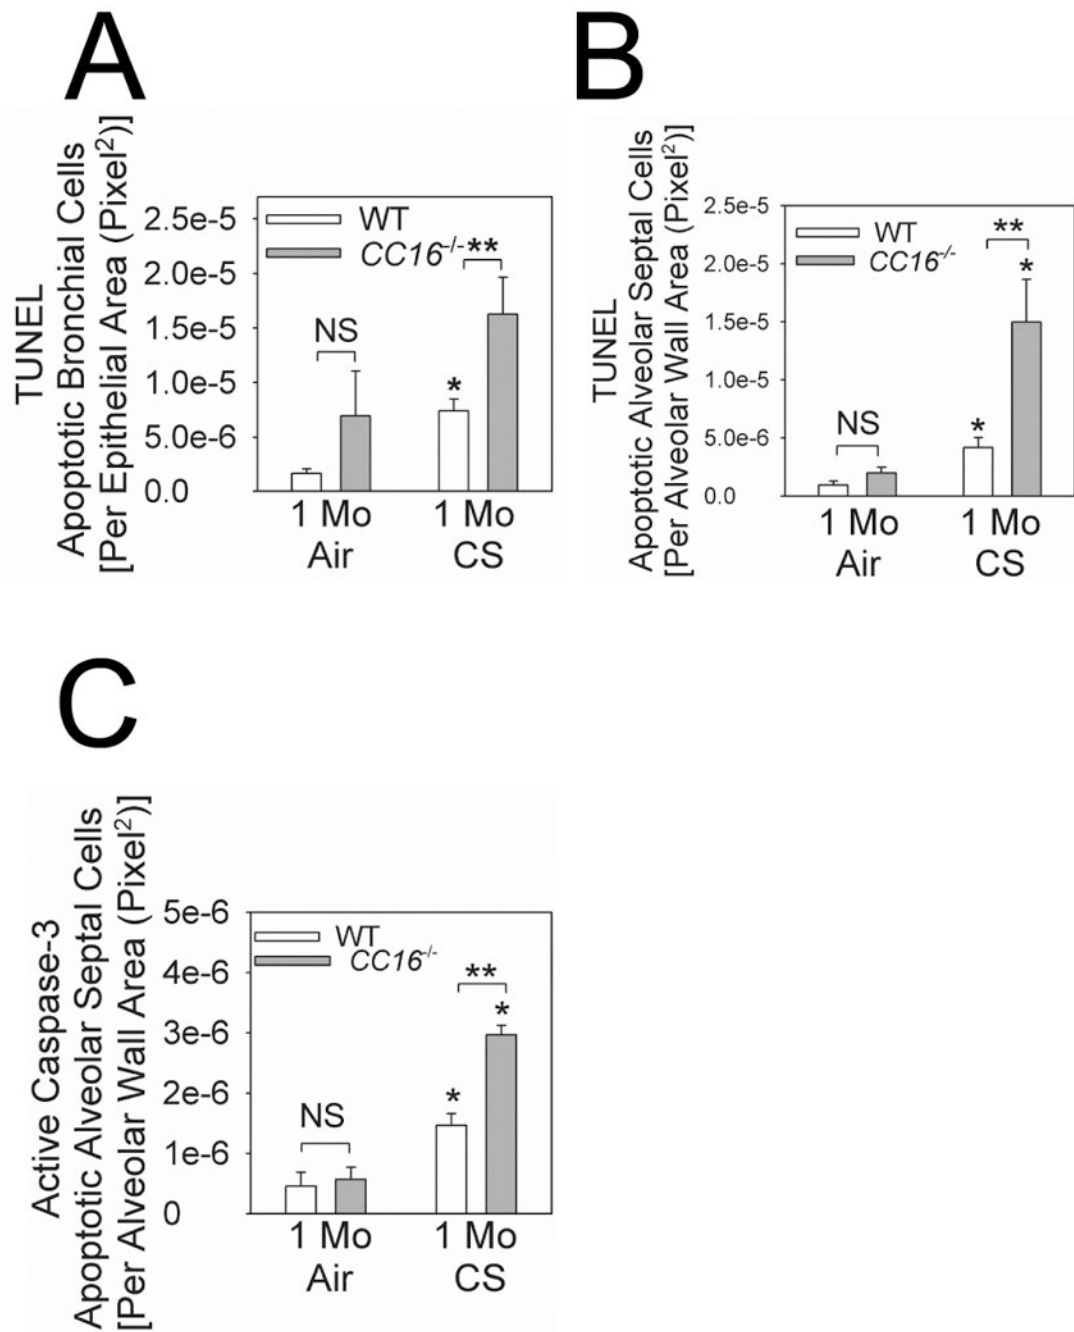 A
TUNEL
Apoptotic Bronchial Cells
[Per Epithelial Area (Pixel²)]
2.5e-5
2.0e-5
1.5e-5
1.0e-5
5.0e-6
0.0
WT
CC16-/-
**
NS
*
1 Mo 1 Mo
Air CS
B
TUNEL
Apoptotic Alveolar Septal Cells
[Per Alveolar Wall Area (Pixel²)]
2.5e-5
2.0e-5
1.5e-5
1.0e-5
5.0e-6
0.0
WT
CC16-/-
**
*
NS
*
1 Mo 1 Mo
Air CS
C
Active Caspase-3
Apoptotic Alveolar Septal Cells
[Per Alveolar Wall Area (Pixel²)]
5e-6
4e-6
3e-6
2e-6
1e-6
0
WT
CC16-/-
**
*
*
NS
1 Mo 1 Mo
Air CS